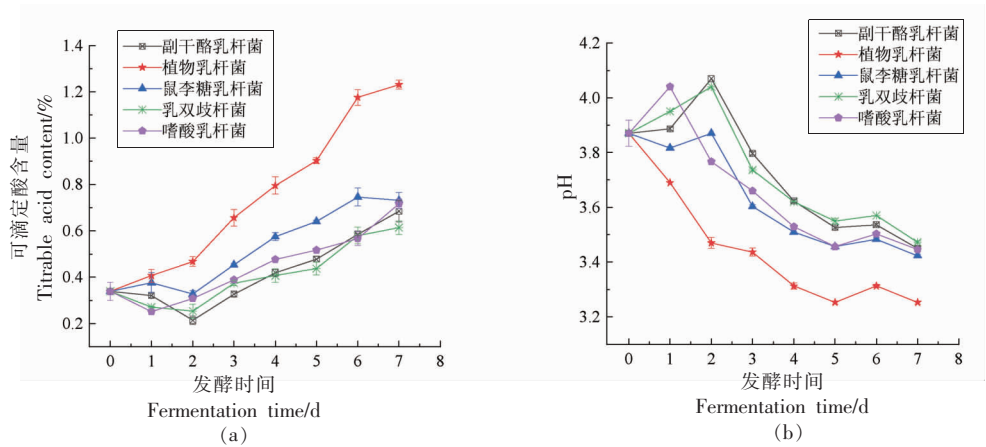 1.4
1.2
1.0
0.8
0.6
0.4
0.2
可滴定酸含量
Titrable acid content/%
副干酪乳杆菌
植物乳杆菌
鼠李糖乳杆菌
乳双歧杆菌
嗜酸乳杆菌
0 1 2 3 4 5 6 7 8
发酵时间
Fermentation time/d
(a)
4.2
4.0
3.8
3.6
3.4
3.2
pH
副干酪乳杆菌
植物乳杆菌
鼠李糖乳杆菌
乳双歧杆菌
嗜酸乳杆菌
0 1 2 3 4 5 6 7 8
发酵时间
Fermentation time/d
(b)